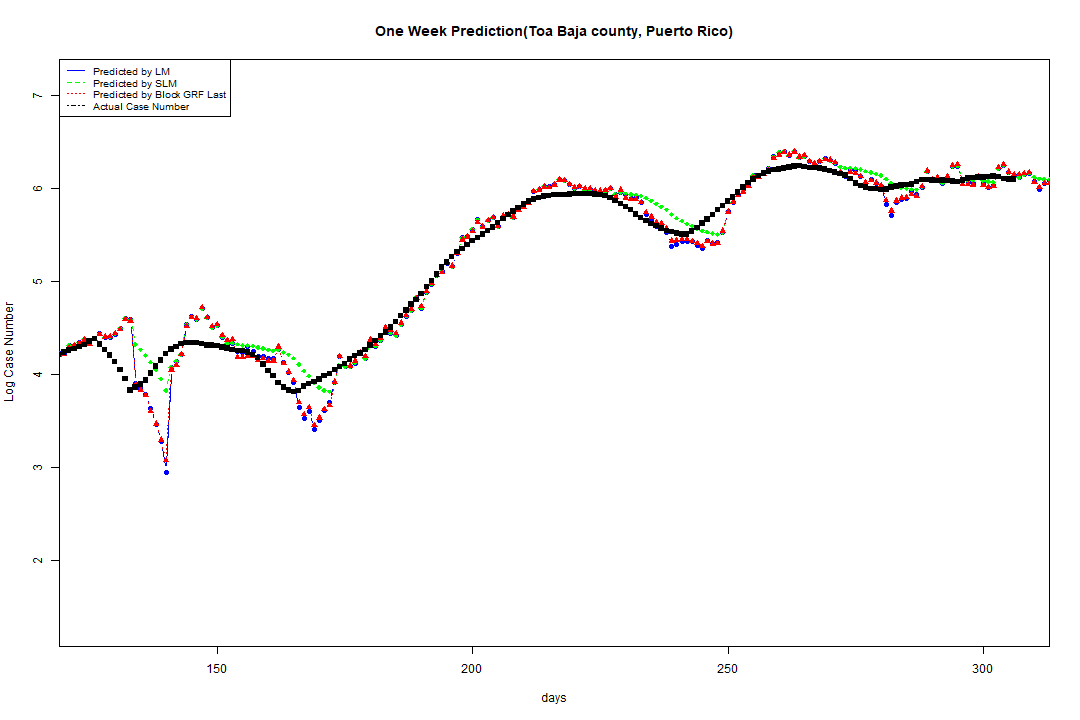 One Week Prediction(Toa Baja county, Puerto Rico)
Predicted by LM
Predicted by SLM
Predicted by Block GRF Last
Actual Case Number
7
6
5
4
3
2
Log Case Number
150 200 250 300
days